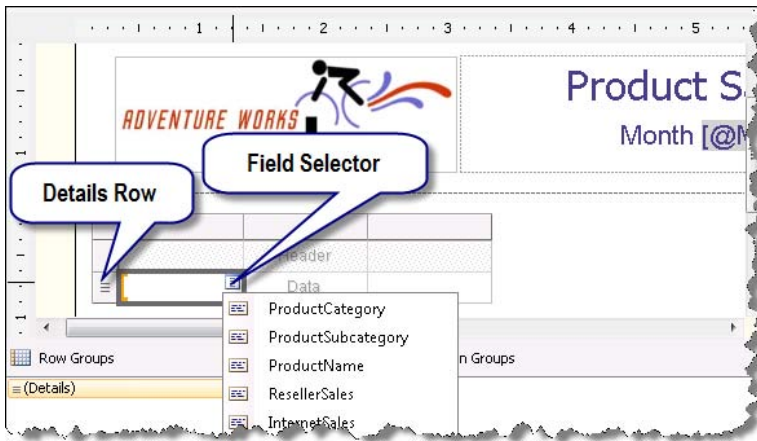 1 2 3 4 5
ADVENTURE WORKS
Product S
Month [@M
Field Selector
Details Row
Header
Data
ProductCategory
ProductSubcategory
ProductName
ResellerSales
InternetSales
Row Groups
n Groups
(Details)